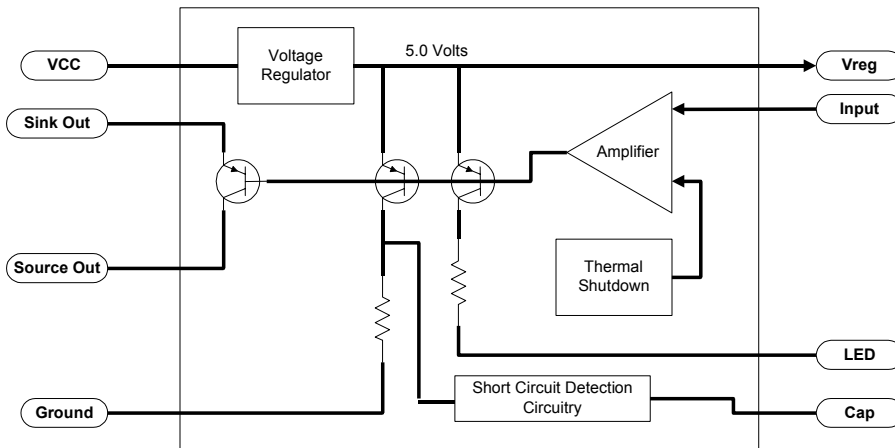 VCC
Voltage
Regulator
5.0 Volts
Vreg
Sink Out
Input
Amplifier
Source Out
Thermal
Shutdown
LED
Short Circuit Detection
Circuitry
Ground
Cap